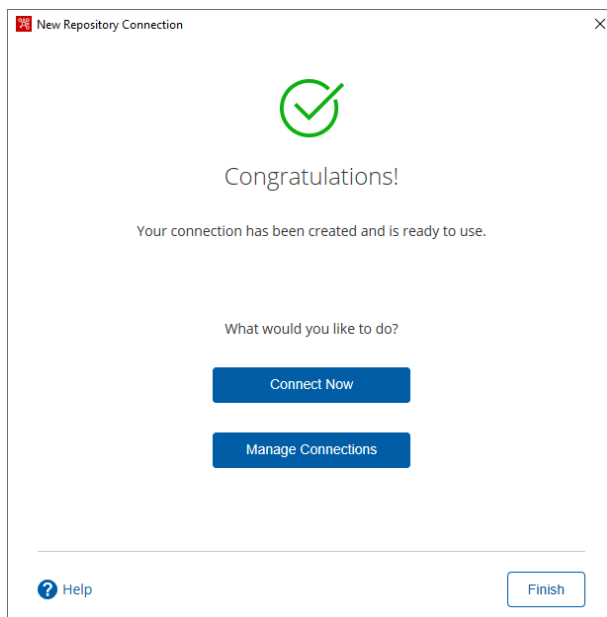 New Repository Connection
Congratulations!
Your connection has been created and is ready to use.
What would you like to do?
Connect Now
Manage Connections
Help
Finish